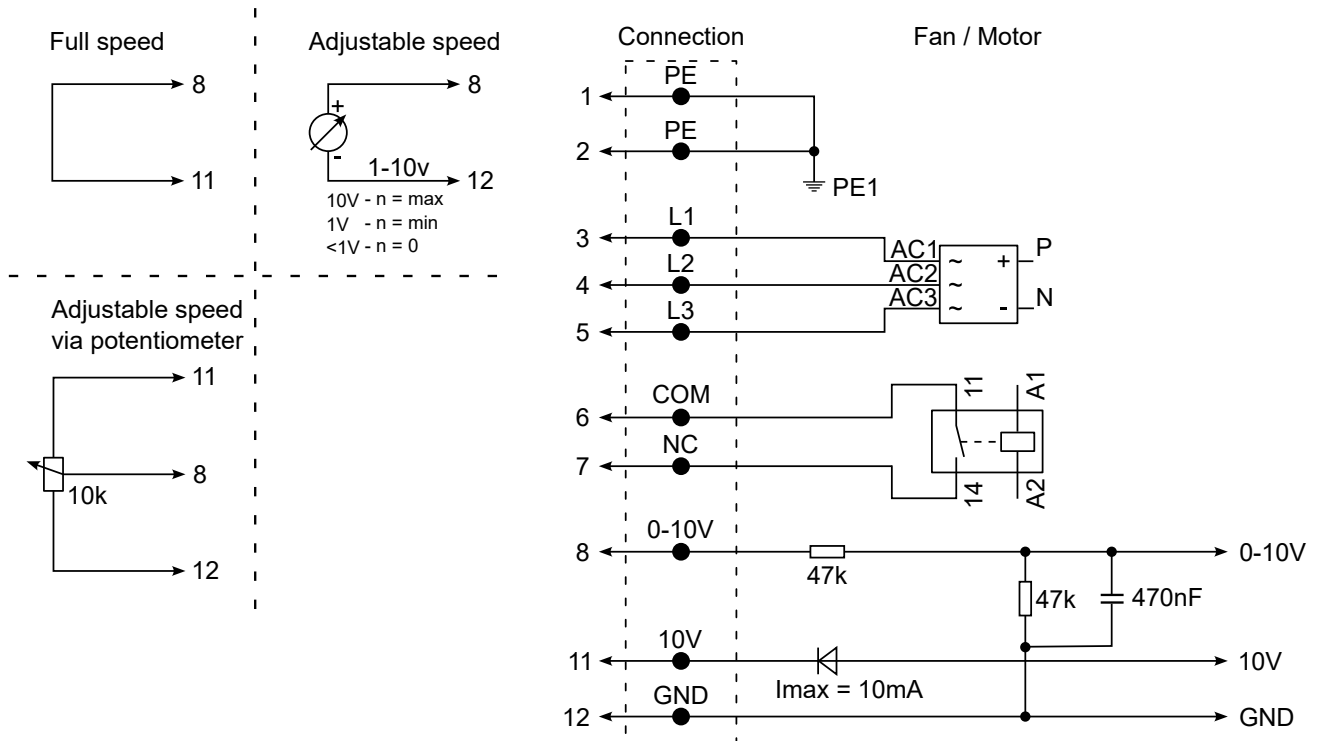 Full speed
8
11
Adjustable speed
+
8
-
1-10v
12
10V - n = max
1V - n = min
<1V - n = 0
Adjustable speed
via potentiometer
11
8
10k
12
Connection
Fan / Motor
PE
1
PE
2
PE1
L1
3
AC1 ~ + P
L2
4
AC2 ~
L3
5
AC3 ~ - N
COM
6
11
A1
NC
7
14
A2
0-10V
8
47k
0-10V
47k
470nF
10V
11
10V
Imax = 10mA
GND
12
GND